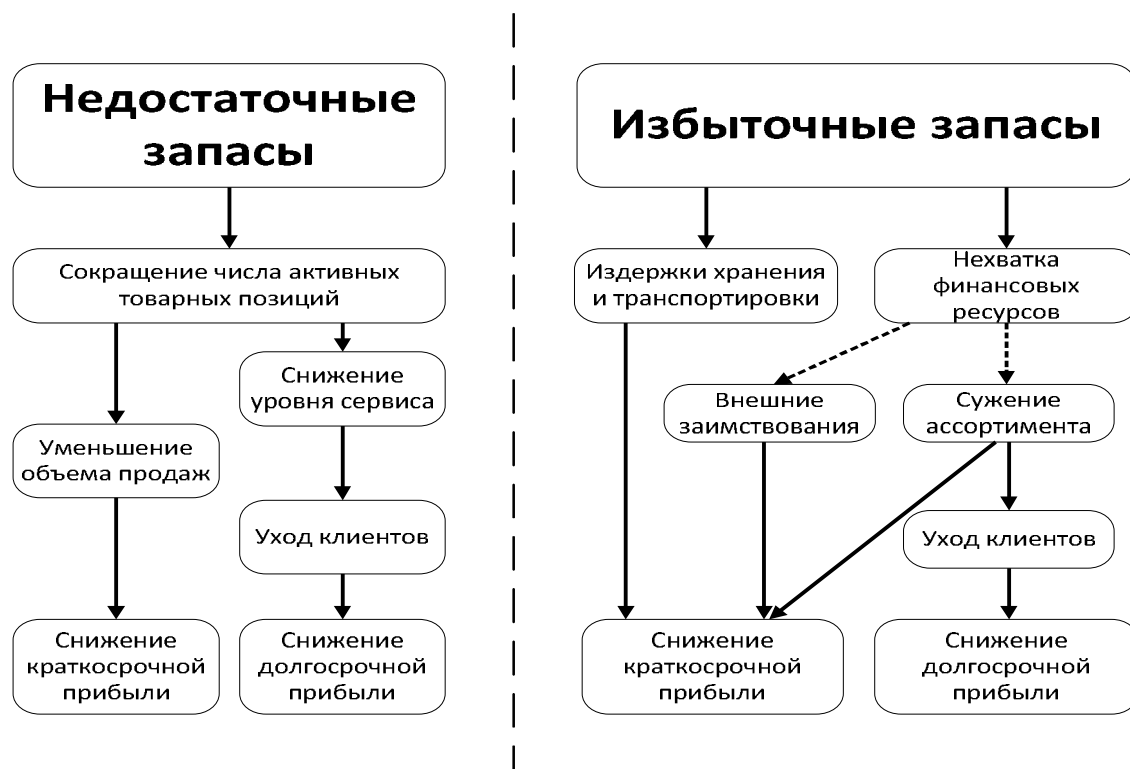 Недостаточные
запасы
Сокращение числа активных
товарных позиций
Снижение
уровня сервиса
Уменьшение
объема продаж
Уход клиентов
Снижение
краткосрочной
прибыли
Снижение
долгосрочной
прибыли
Избыточные запасы
Издержки хранения
и транспортировки
Нехватка
финансовых
ресурсов
Внешние
заимствования
Сужение
ассортимента
Уход клиентов
Снижение
краткосрочной
прибыли
Снижение
долгосрочной
прибыли